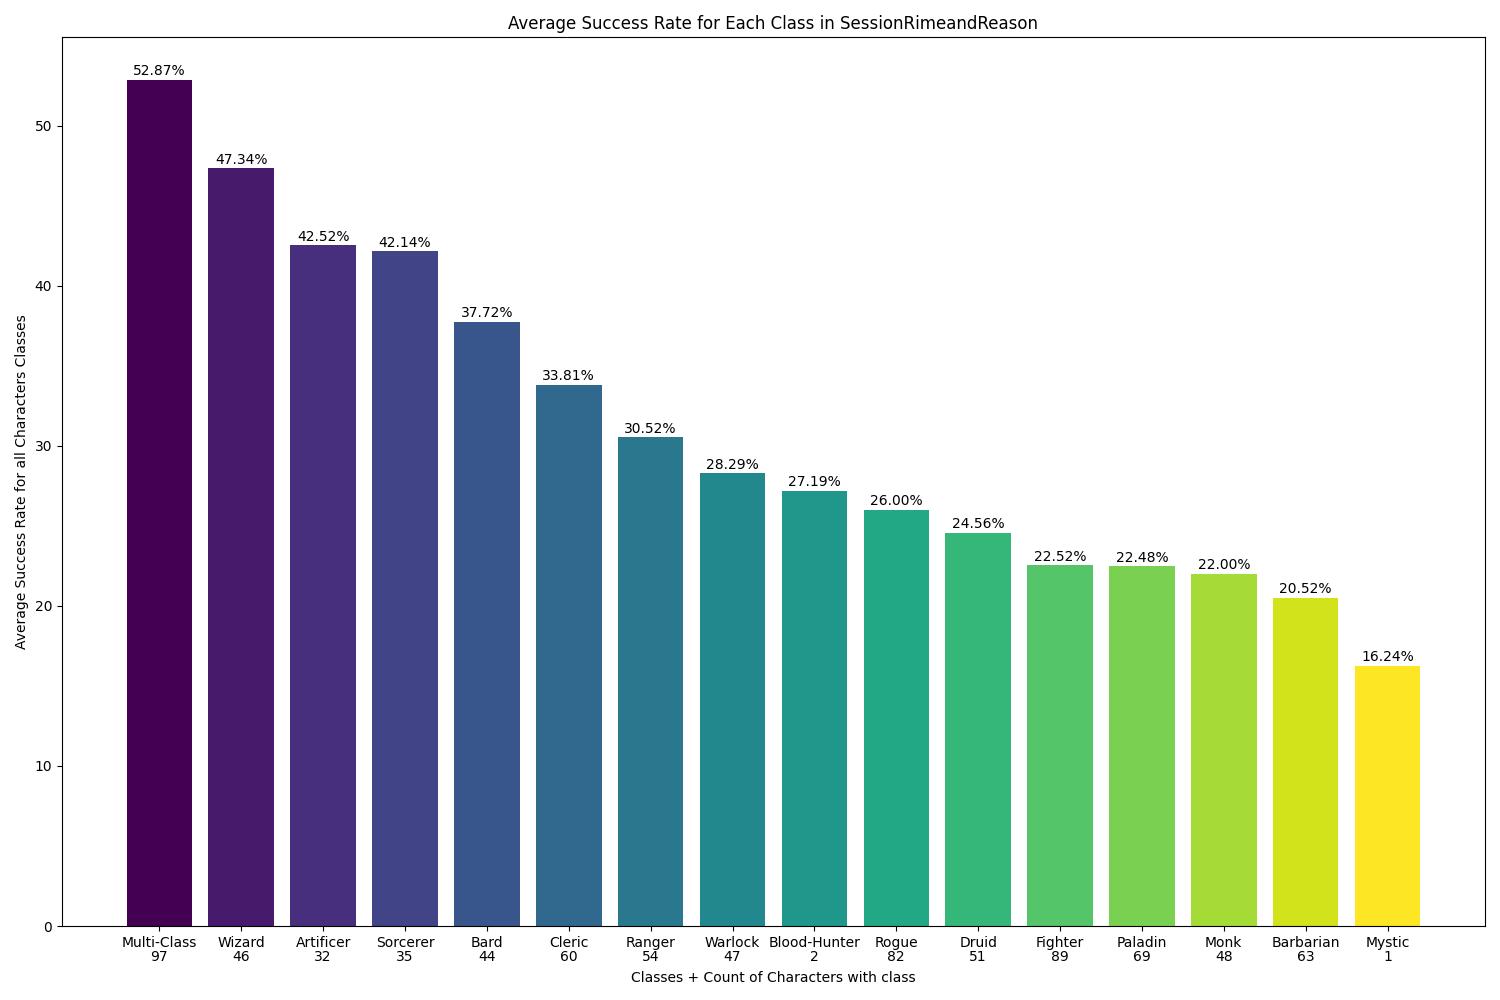 Average Success Rate for Each Class in SessionRimeandReason
Average Success Rate for all Characters Classes
50
40
30
20
10
0
52.87%
47.34%
42.52%
42.14%
37.72%
33.81%
30.52%
28.29%
27.19%
26.00%
24.56%
22.52%
22.48%
22.00%
20.52%
16.24%
Multi-Class
97
Wizard
46
Artificer
32
Sorcerer
35
Bard
44
Cleric
60
Ranger
54
Warlock
47
Blood-Hunter
2
Rogue
82
Druid
51
Fighter
89
Paladin
69
Monk
48
Barbarian
63
Mystic
1
Classes + Count of Characters with class